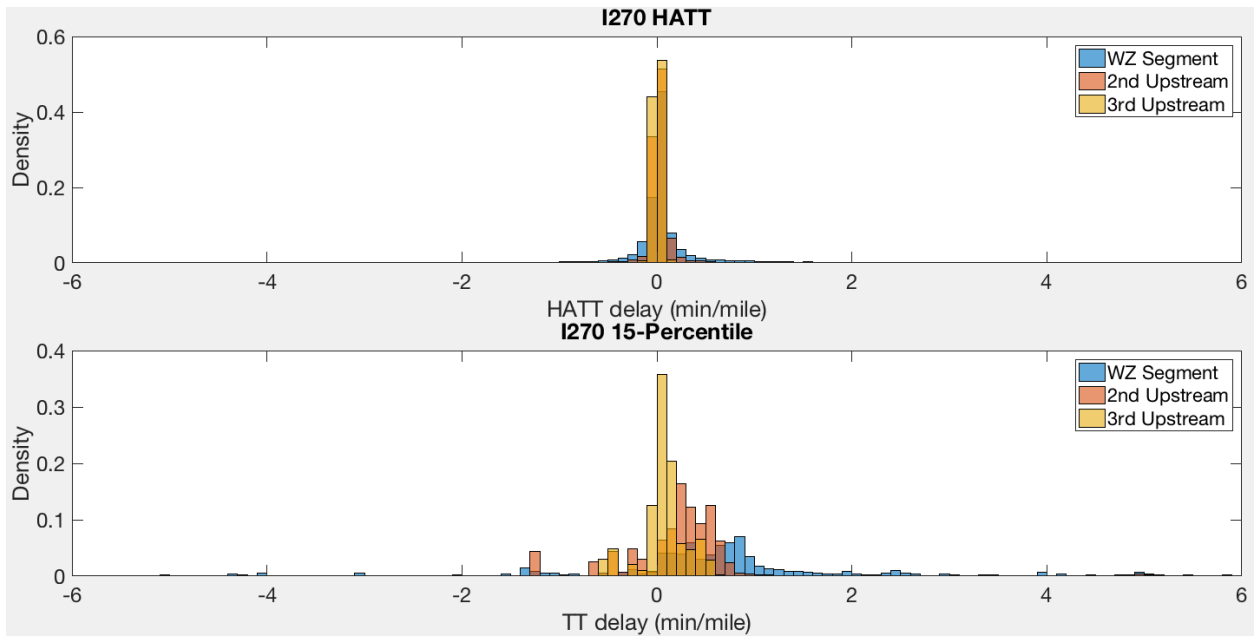 I270 HATT
0.6
0.4
0.2
0
Density
-6 -4 -2 0 2 4 6
HATT delay (min/mile)
WZ Segment
2nd Upstream
3rd Upstream
I270 15-Percentile
0.4
0.3
0.2
0.1
0
Density
-6 -4 -2 0 2 4 6
TT delay (min/mile)
WZ Segment
2nd Upstream
3rd Upstream